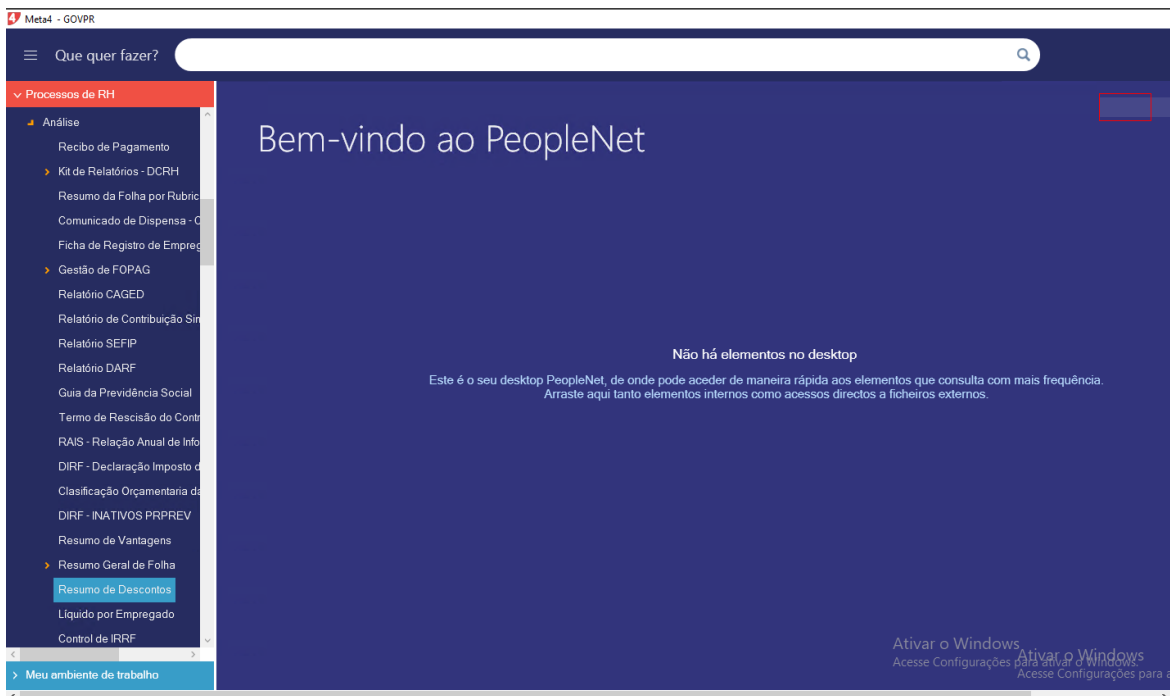 Meta4 - GOVPR
Que quer fazer?
Processos de RH
Análise
Recibo de Pagamento
Kit de Relatórios - DCRH
Resumo da Folha por Rubric
Comunicado de Dispensa - C
Ficha de Registro de Empreg
Gestão de FOPAG
Relatório CAGED
Relatório de Contribuição Sin
Relatório SEFIP
Relatório DARF
Guia da Previdência Social
Termo de Rescisão do Contr
RAIS - Relação Anual de Info
DIRF - Declaração Imposto d
Clasificação Orçamentaria da
DIRF - INATIVOS PRPREV
Resumo de Vantagens
Resumo Geral de Folha
Resumo de Descontos
Líquido por Empregado
Control de IRRF
Meu ambiente de trabalho
Bem-vindo ao PeopleNet
Não há elementos no desktop
Este é o seu desktop PeopleNet, de onde pode aceder de maneira rápida aos elementos que consulta com mais frequência.
Arraste aqui tanto elementos internos como acessos directos a ficheiros externos.
Ativar o Windows
Acesse Configurações para ativar o Windows.
Ativar o Windows
Acesse Configurações para a